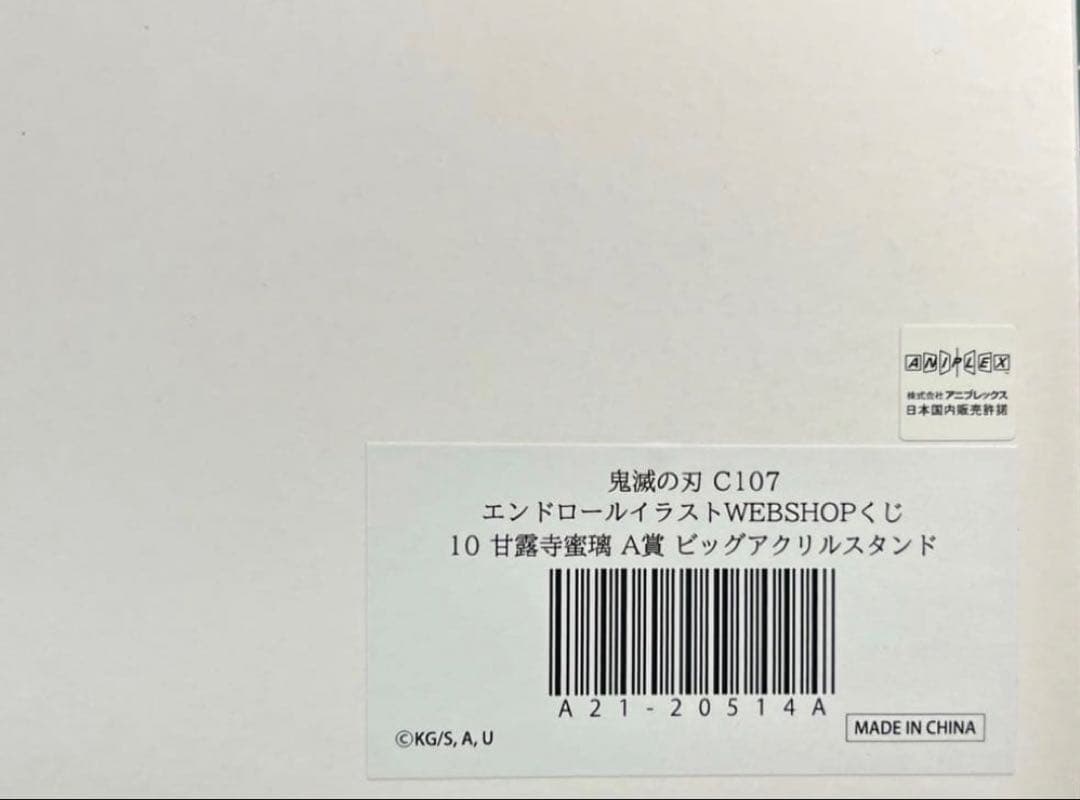 ANIPLEX
株式会社アニプレックス
日本国内販売許諾
鬼滅の刃 C107
エンドロールイラストWEBSHOPくじ
10 甘露寺蜜璃 A賞 ビッグアクリルスタンド
A21-20514A
©KG/S, A, U
MADE IN CHINA